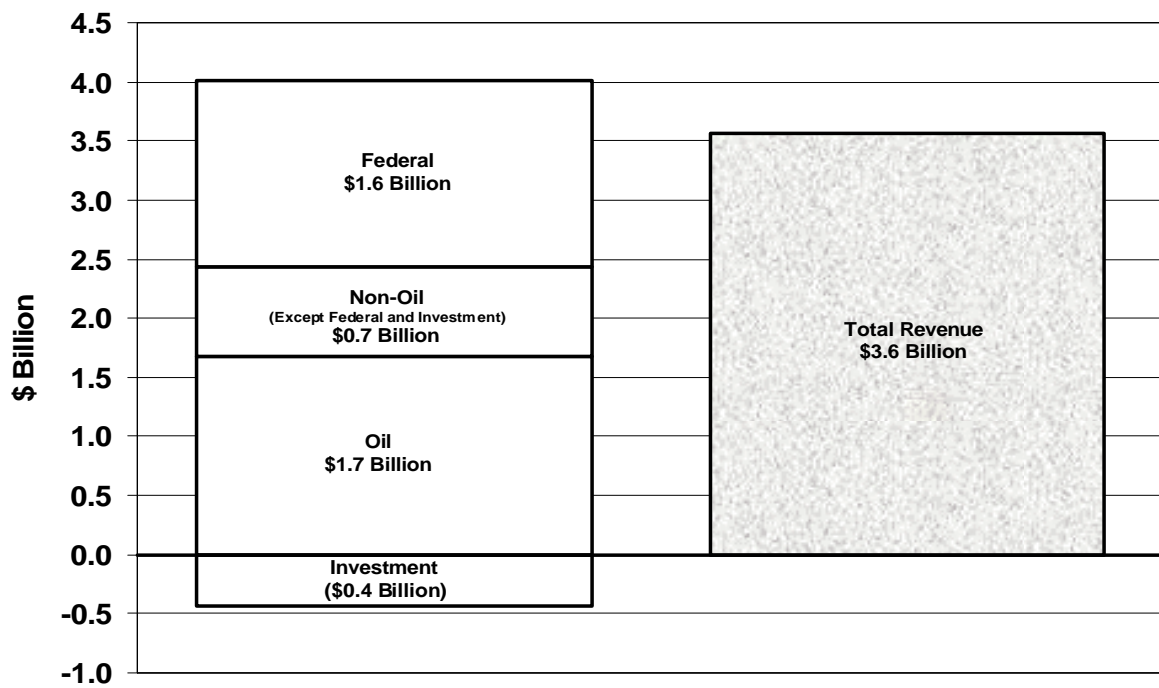 4.5
4.0
3.5
3.0
2.5
2.0
1.5
1.0
0.5
0.0
-0.5
-1.0
$ Billion
Federal
$1.6 Billion
Non-Oil
(Except Federal and Investment)
$0.7 Billion
Oil
$1.7 Billion
Investment
($0.4 Billion)
Total Revenue
$3.6 Billion